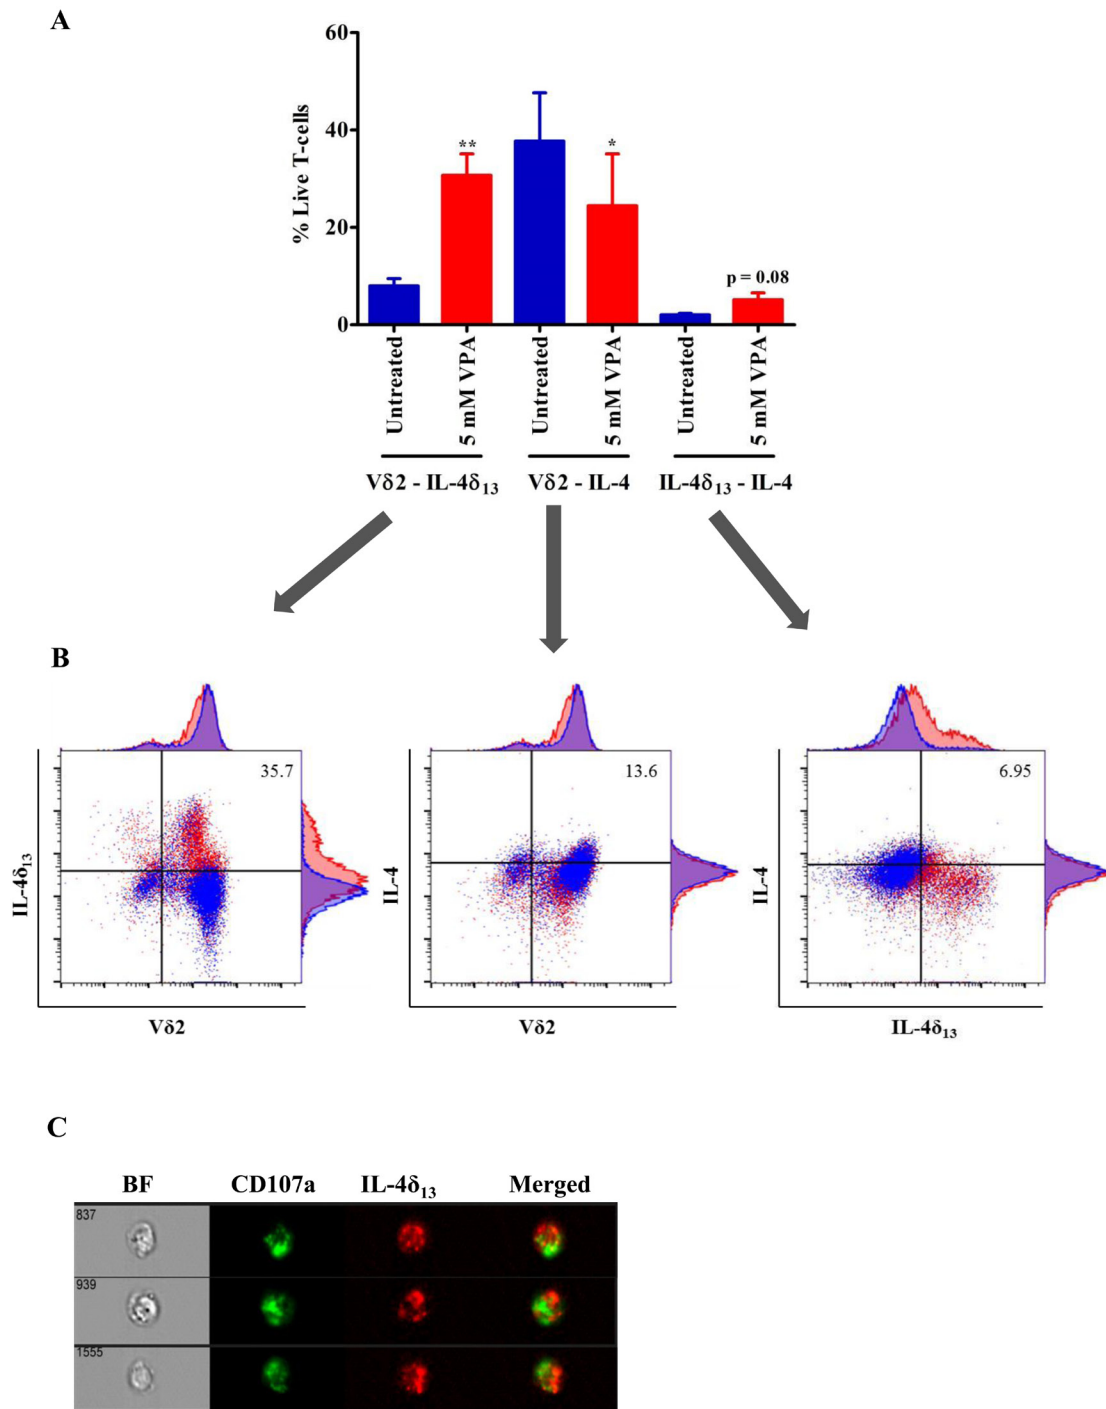 A
60
40
20
0
% Live T-cells
**
*
p = 0.08
Untreated
5 mM VPA
Untreated
5 mM VPA
Untreated
5 mM VPA
Vδ2 - IL-4δ₁₃
Vδ2 - IL-4
IL-4δ₁₃ - IL-4
B
35.7
13.6
6.95
IL-4δ₁₃
IL-4
IL-4
Vδ2
Vδ2
IL-4δ₁₃
C
BF
CD107a
IL-4δ₁₃
Merged
837
939
1555